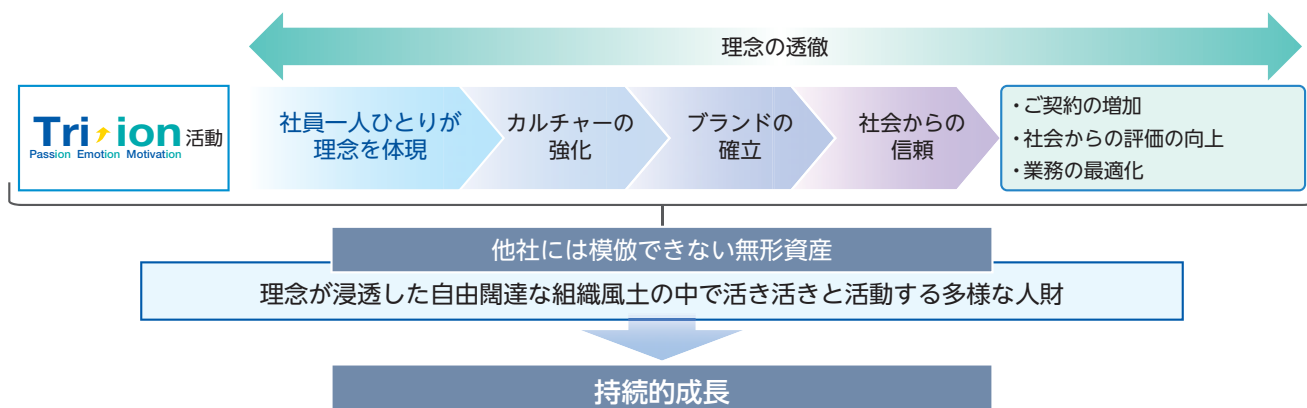 理念の透徹
Tri ion 活動
Passion Emotion Motivation
社員一人ひとりが
理念を体現
カルチャーの
強化
ブランドの
確立
社会からの
信頼
・ご契約の増加
・社会からの評価の向上
・業務の最適化
他社には模倣できない無形資産
理念が浸透した自由闊達な組織風土の中で活き活きと活動する多様な人財
持続的成長